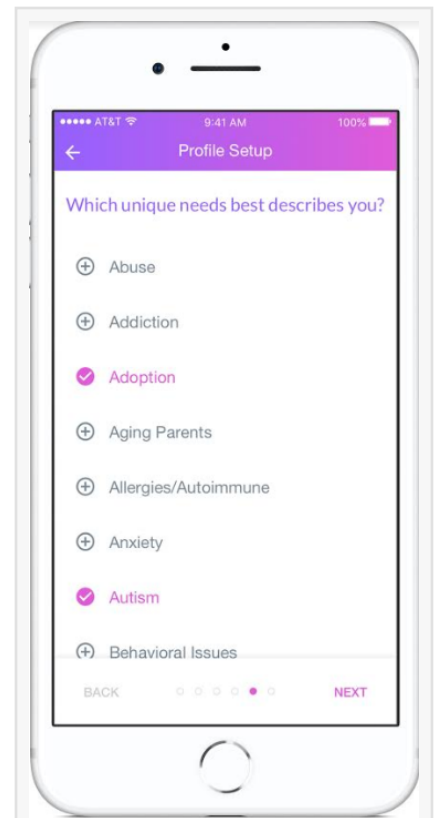 AT&T 9:41 AM 100%
Profile Setup
Which unique needs best describes you?
Abuse
Addiction
Adoption
Aging Parents
Allergies/Autoimmune
Anxiety
Autism
Behavioral Issues
BACK NEXT